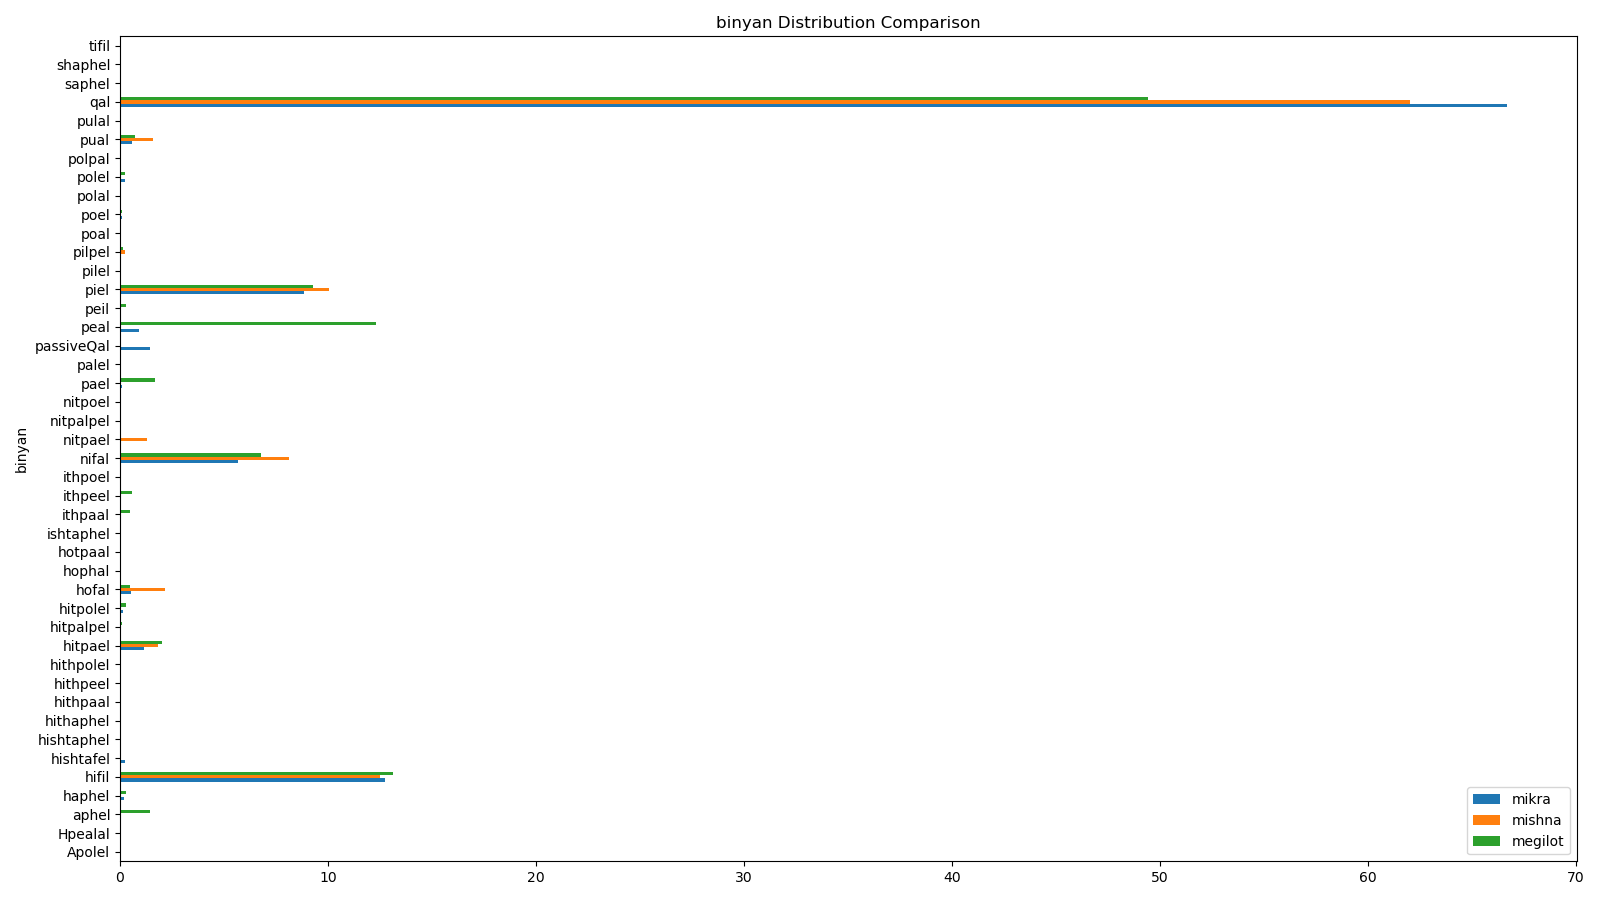 binyan Distribution Comparison
tifil
shaphel
saphel
qal
pulal
pual
polpal
polel
polal
poel
poal
pilpel
pilel
piel
peil
peal
passiveQal
palel
pael
nitpoel
nitpalpel
nitpael
nifal
ithpoel
ithpeel
ithpaal
ishtaphel
hotpaal
hophal
hofal
hitpolel
hitpalpel
hitpael
hithpolel
hithpeel
hithpaal
hithaphel
hishtaphel
hishtafel
hifil
haphel
aphel
Hpealal
Apolel
binyan
0 10 20 30 40 50 60 70
mikra
mishna
megilot